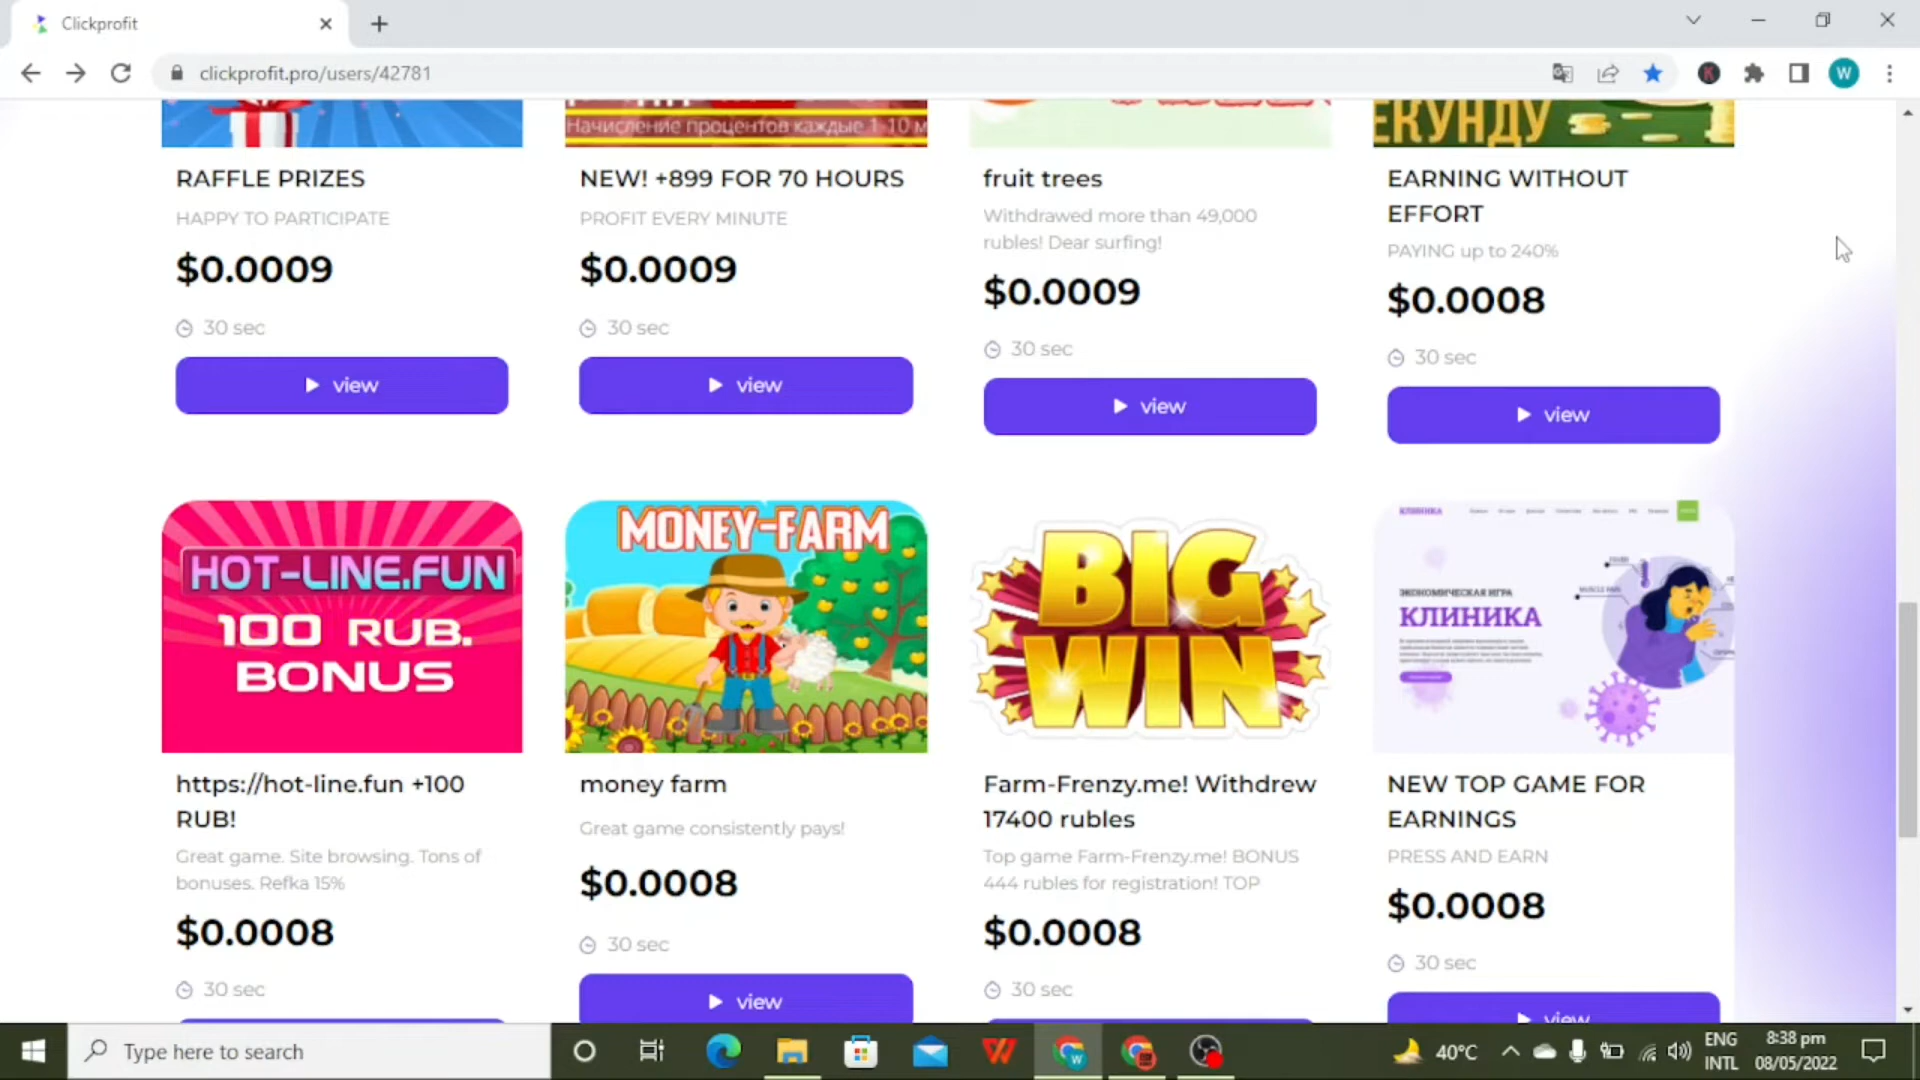 Clickprofit
clickprofit.pro/users/42781
W
Начисление процентов каждые 1-10 м
ЕКУНДУ
RAFFLE PRIZES
HAPPY TO PARTICIPATE
$0.0009
30 sec
view
NEW! +899 FOR 70 HOURS
PROFIT EVERY MINUTE
$0.0009
30 sec
view
fruit trees
Withdrawed more than 49,000
rubles! Dear surfing!
$0.0009
30 sec
view
EARNING WITHOUT
EFFORT
PAYING up to 240%
$0.0008
30 sec
view
HOT-LINE.FUN
100 RUB.
BONUS
https://hot-line.fun +100
RUB!
Great game. Site browsing. Tons of
bonuses. Refka 15%
$0.0008
30 sec
MONEY-FARM
money farm
Great game consistently pays!
$0.0008
30 sec
view
BIG
WIN
Farm-Frenzy.me! Withdrew
17400 rubles
Top game Farm-Frenzy.me! BONUS
444 rubles for registration! TOP
$0.0008
30 sec
КЛИНИКА
ЭКОНОМИЧЕСКАЯ ИГРА
КЛИНИКА
NEW TOP GAME FOR
EARNINGS
PRESS AND EARN
$0.0008
30 sec
view
Type here to search
40°C
ENG
INTL
8:38 pm
08/05/2022